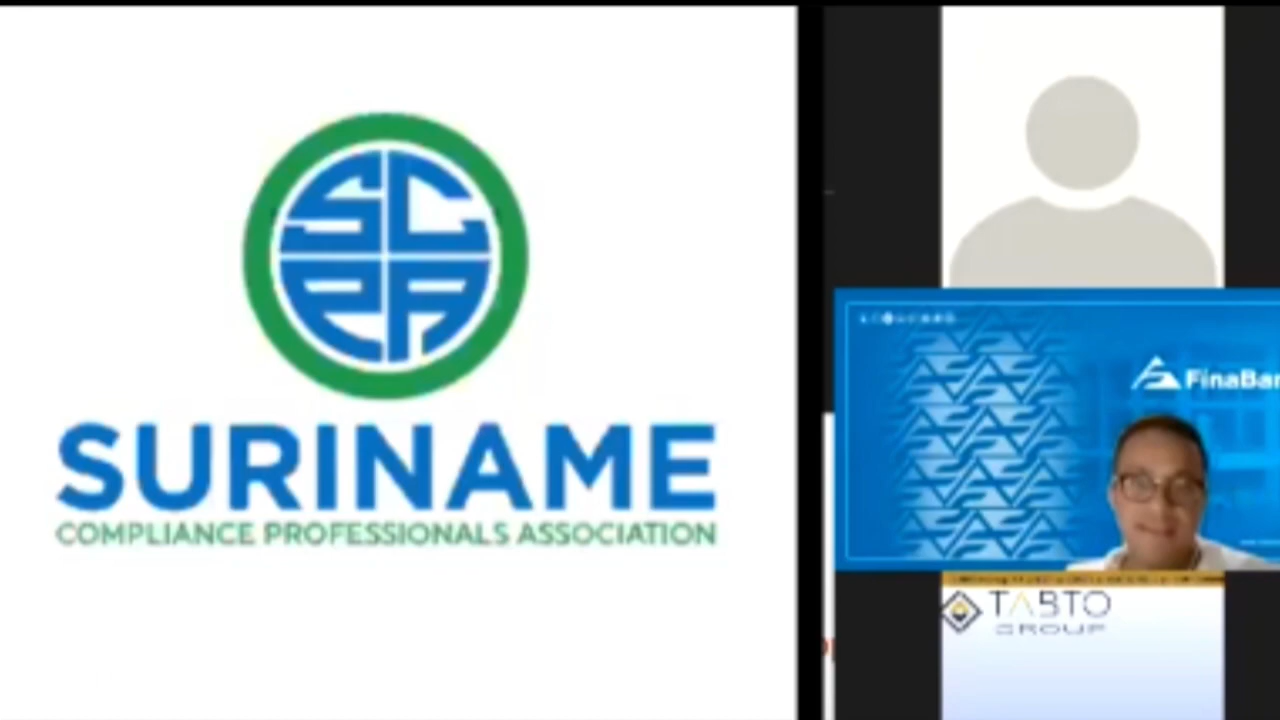 SCPA
SURINAME
COMPLIANCE PROFESSIONALS ASSOCIATION
FinaBan
TABTO
GROUP